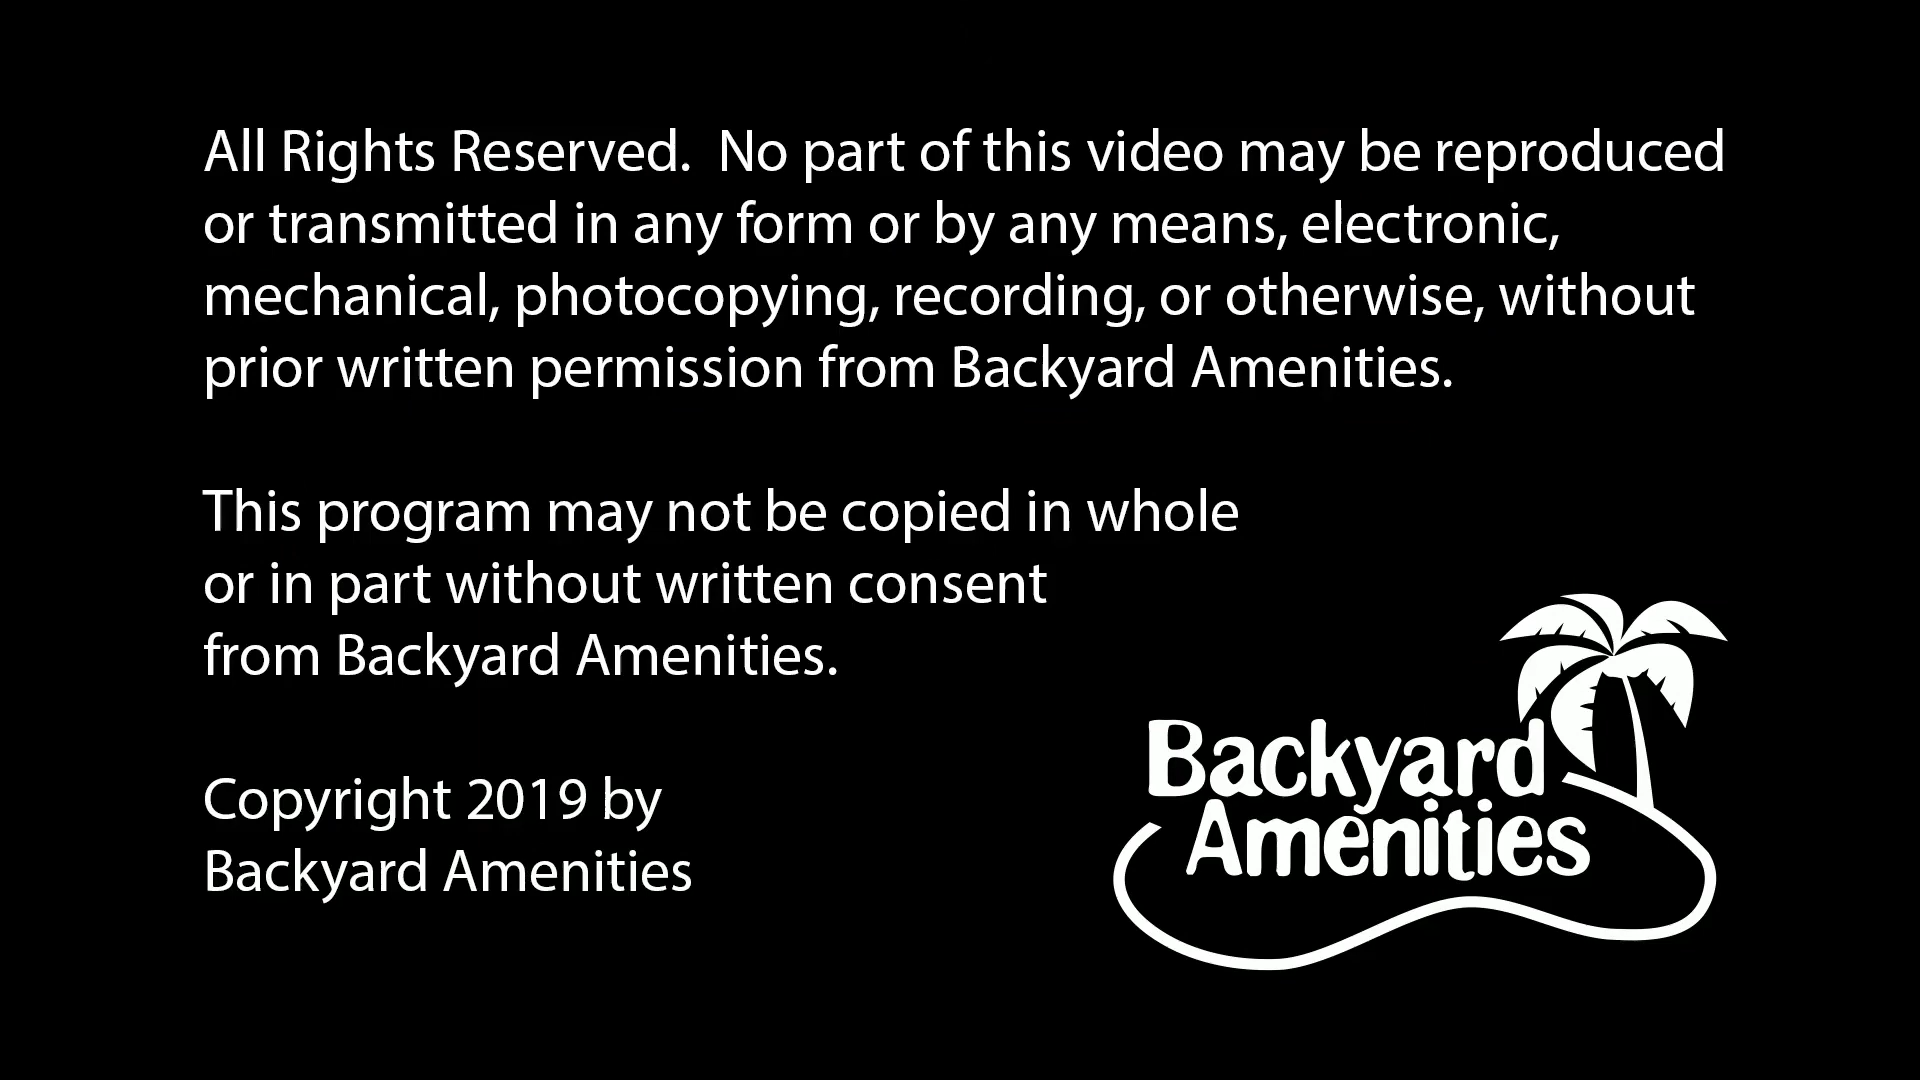 All Rights Reserved.  No part of this video may be reproduced
or transmitted in any form or by any means, electronic,
mechanical, photocopying, recording, or otherwise, without
prior written permission from Backyard Amenities.
This program may not be copied in whole
or in part without written consent
from Backyard Amenities.
Copyright 2019 by
Backyard Amenities
Backyard
Amenities